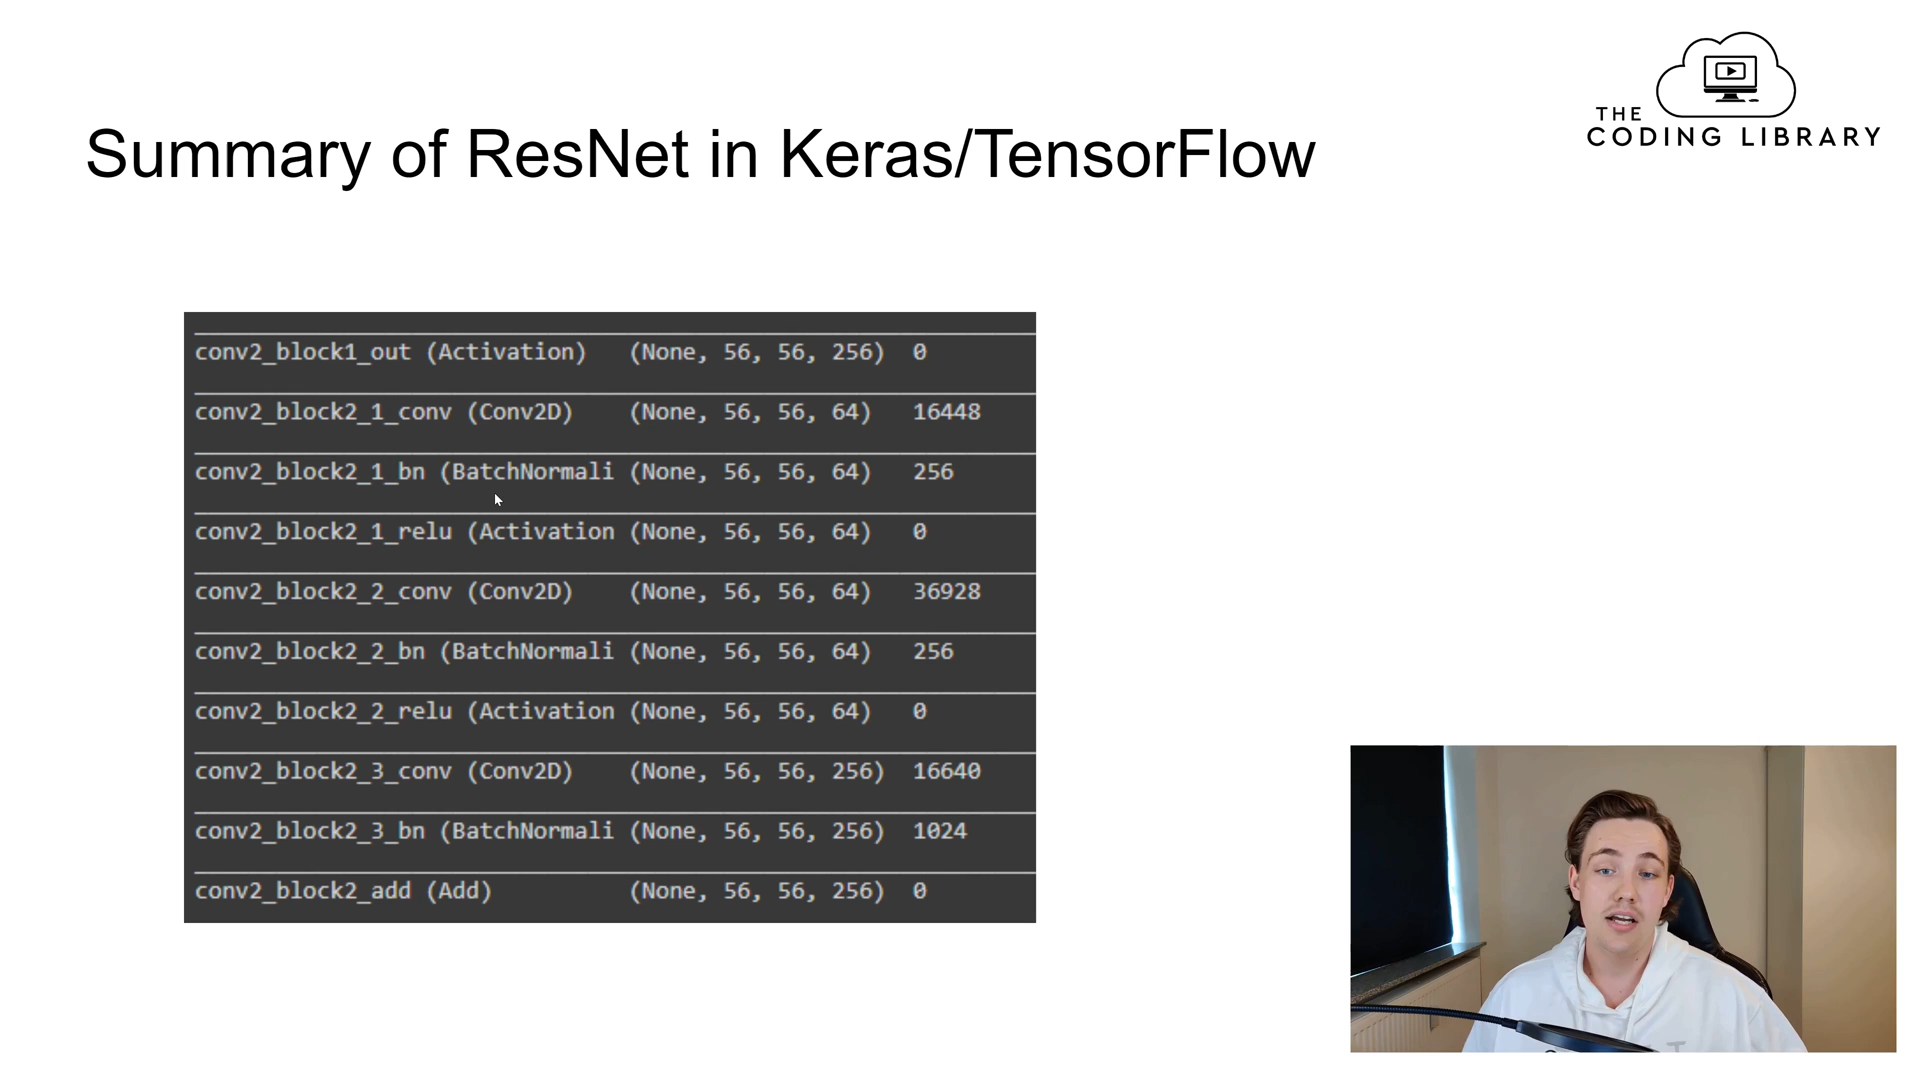 THE
CODING LIBRARY
Summary of ResNet in Keras/TensorFlow
conv2_block1_out (Activation) (None, 56, 56, 256) 0
conv2_block2_1_conv (Conv2D) (None, 56, 56, 64) 16448
conv2_block2_1_bn (BatchNormali (None, 56, 56, 64) 256
conv2_block2_1_relu (Activation (None, 56, 56, 64) 0
conv2_block2_2_conv (Conv2D) (None, 56, 56, 64) 36928
conv2_block2_2_bn (BatchNormali (None, 56, 56, 64) 256
conv2_block2_2_relu (Activation (None, 56, 56, 64) 0
conv2_block2_3_conv (Conv2D) (None, 56, 56, 256) 16640
conv2_block2_3_bn (BatchNormali (None, 56, 56, 256) 1024
conv2_block2_add (Add) (None, 56, 56, 256) 0